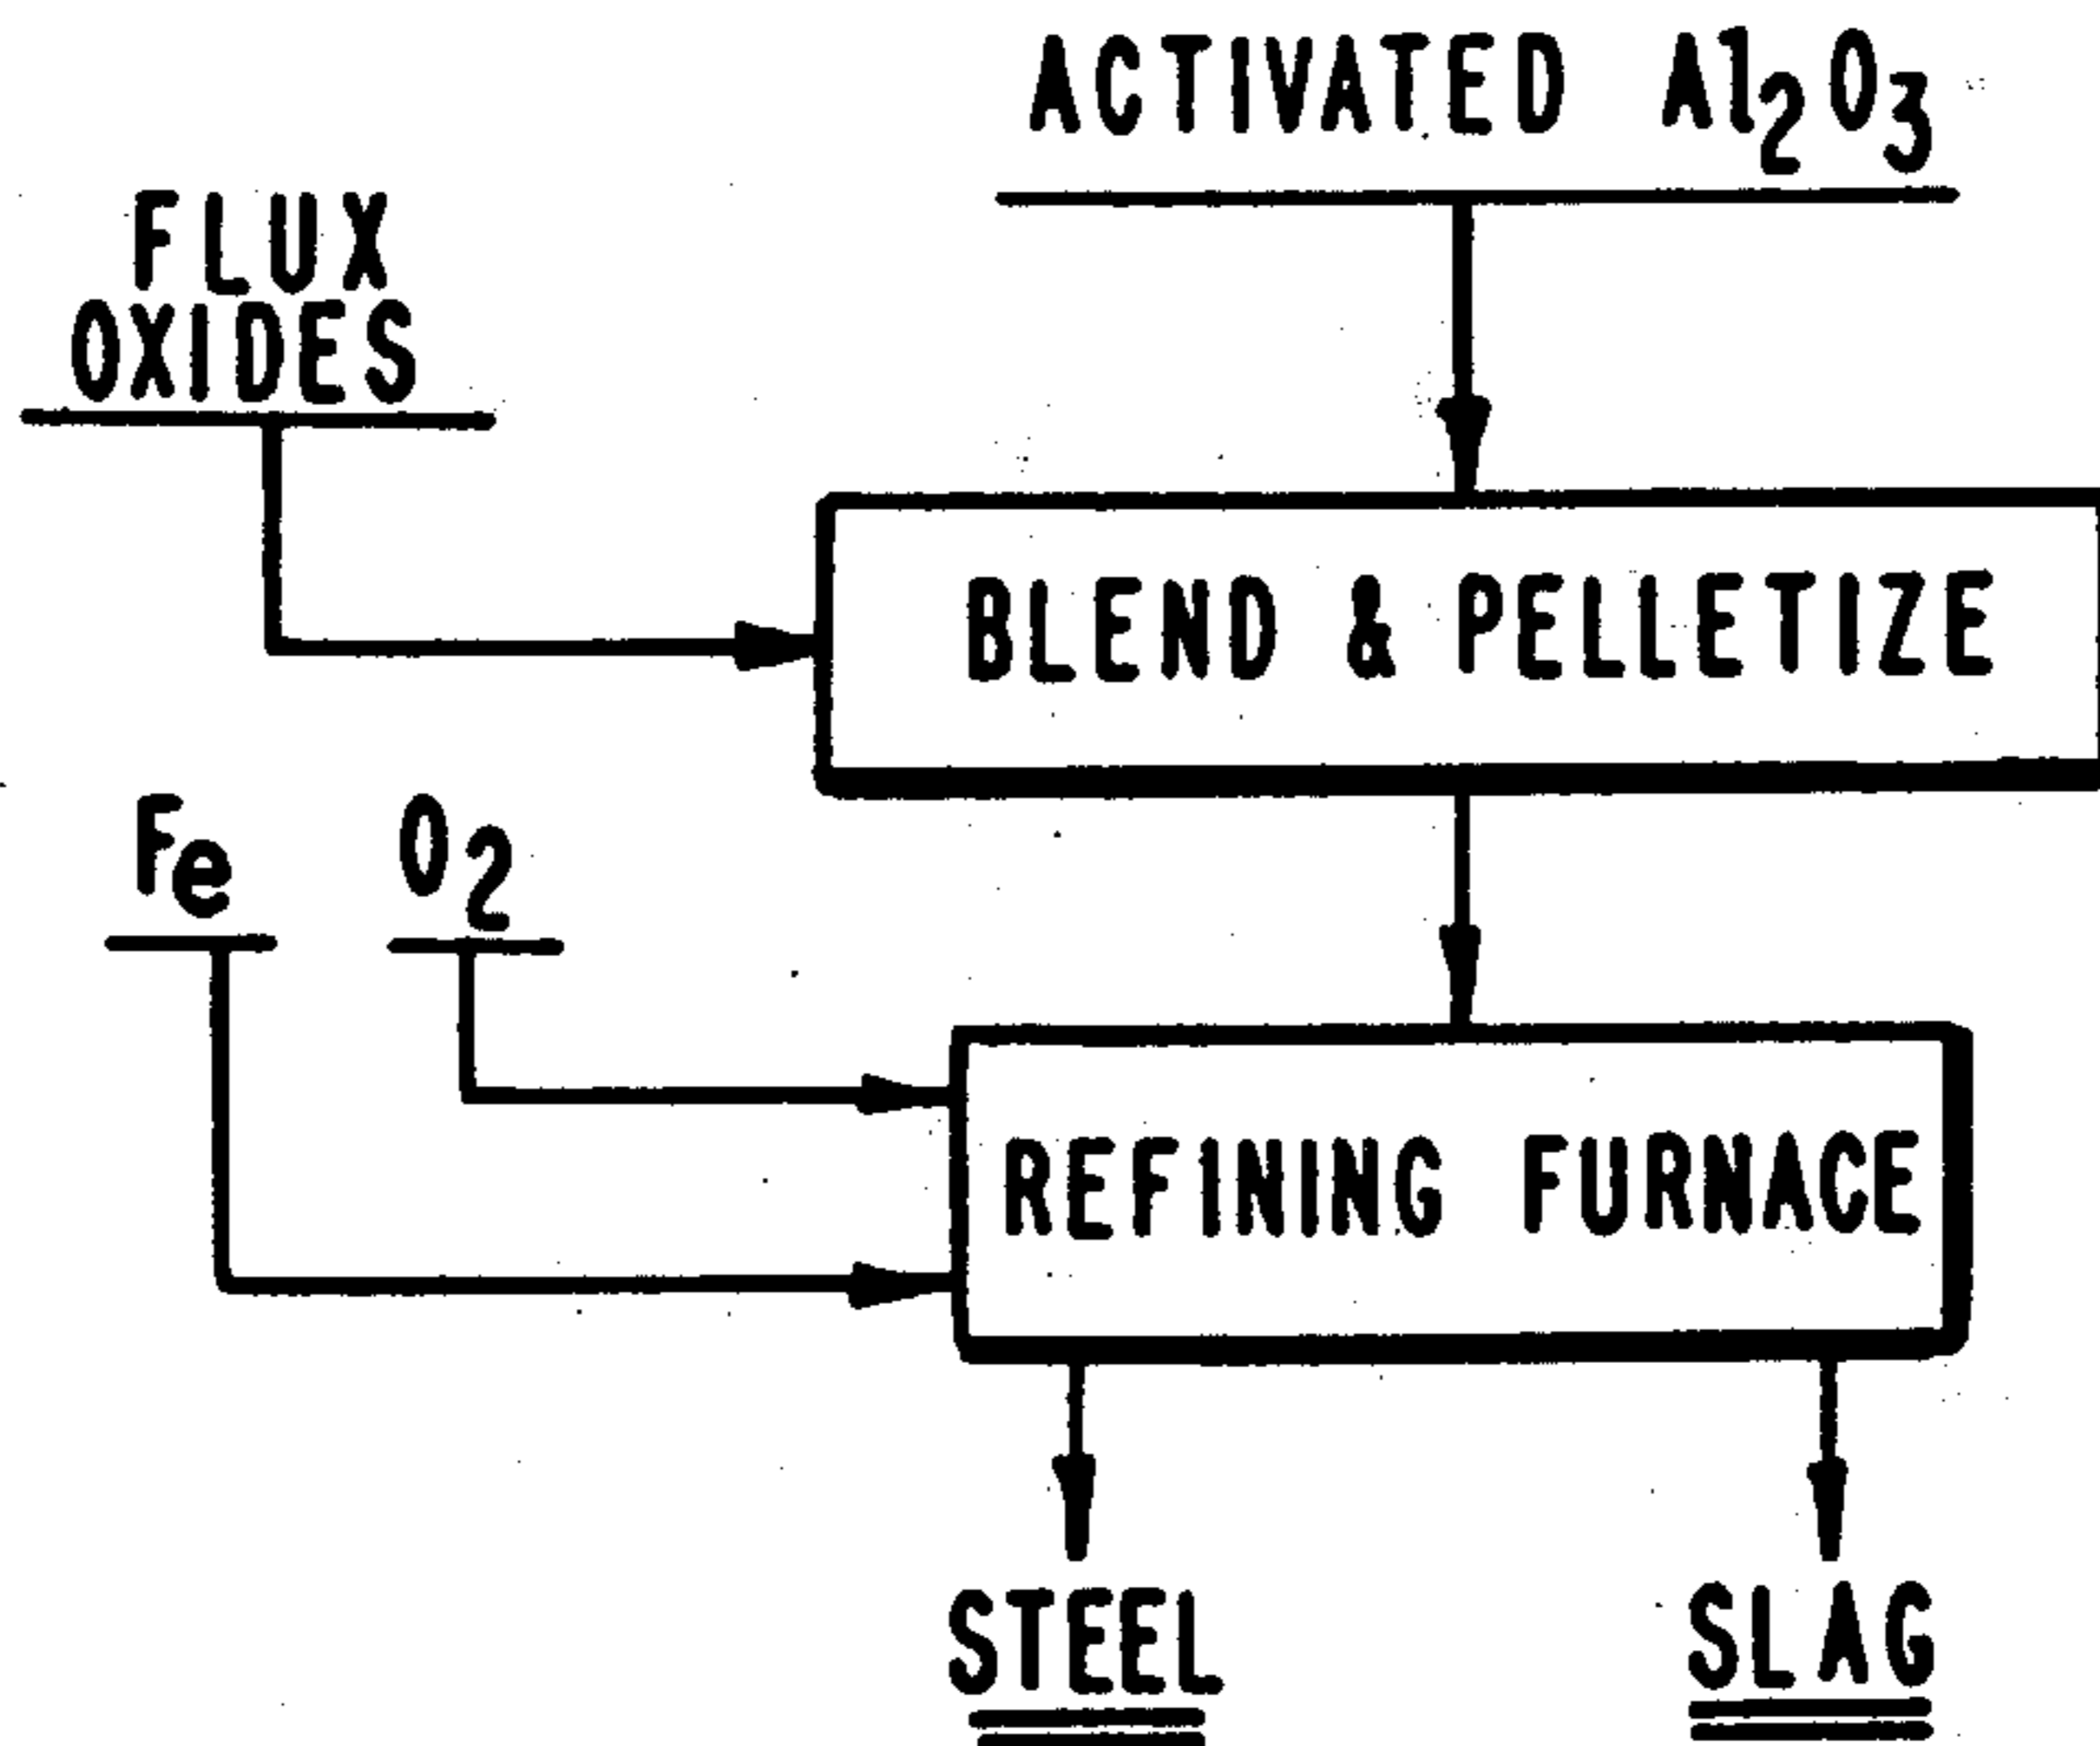 ACTIVATED Al2O3
FLUX
OXIDES
BLEND & PELLETIZE
Fe
O2
REFINING FURNACE
STEEL
SLAG